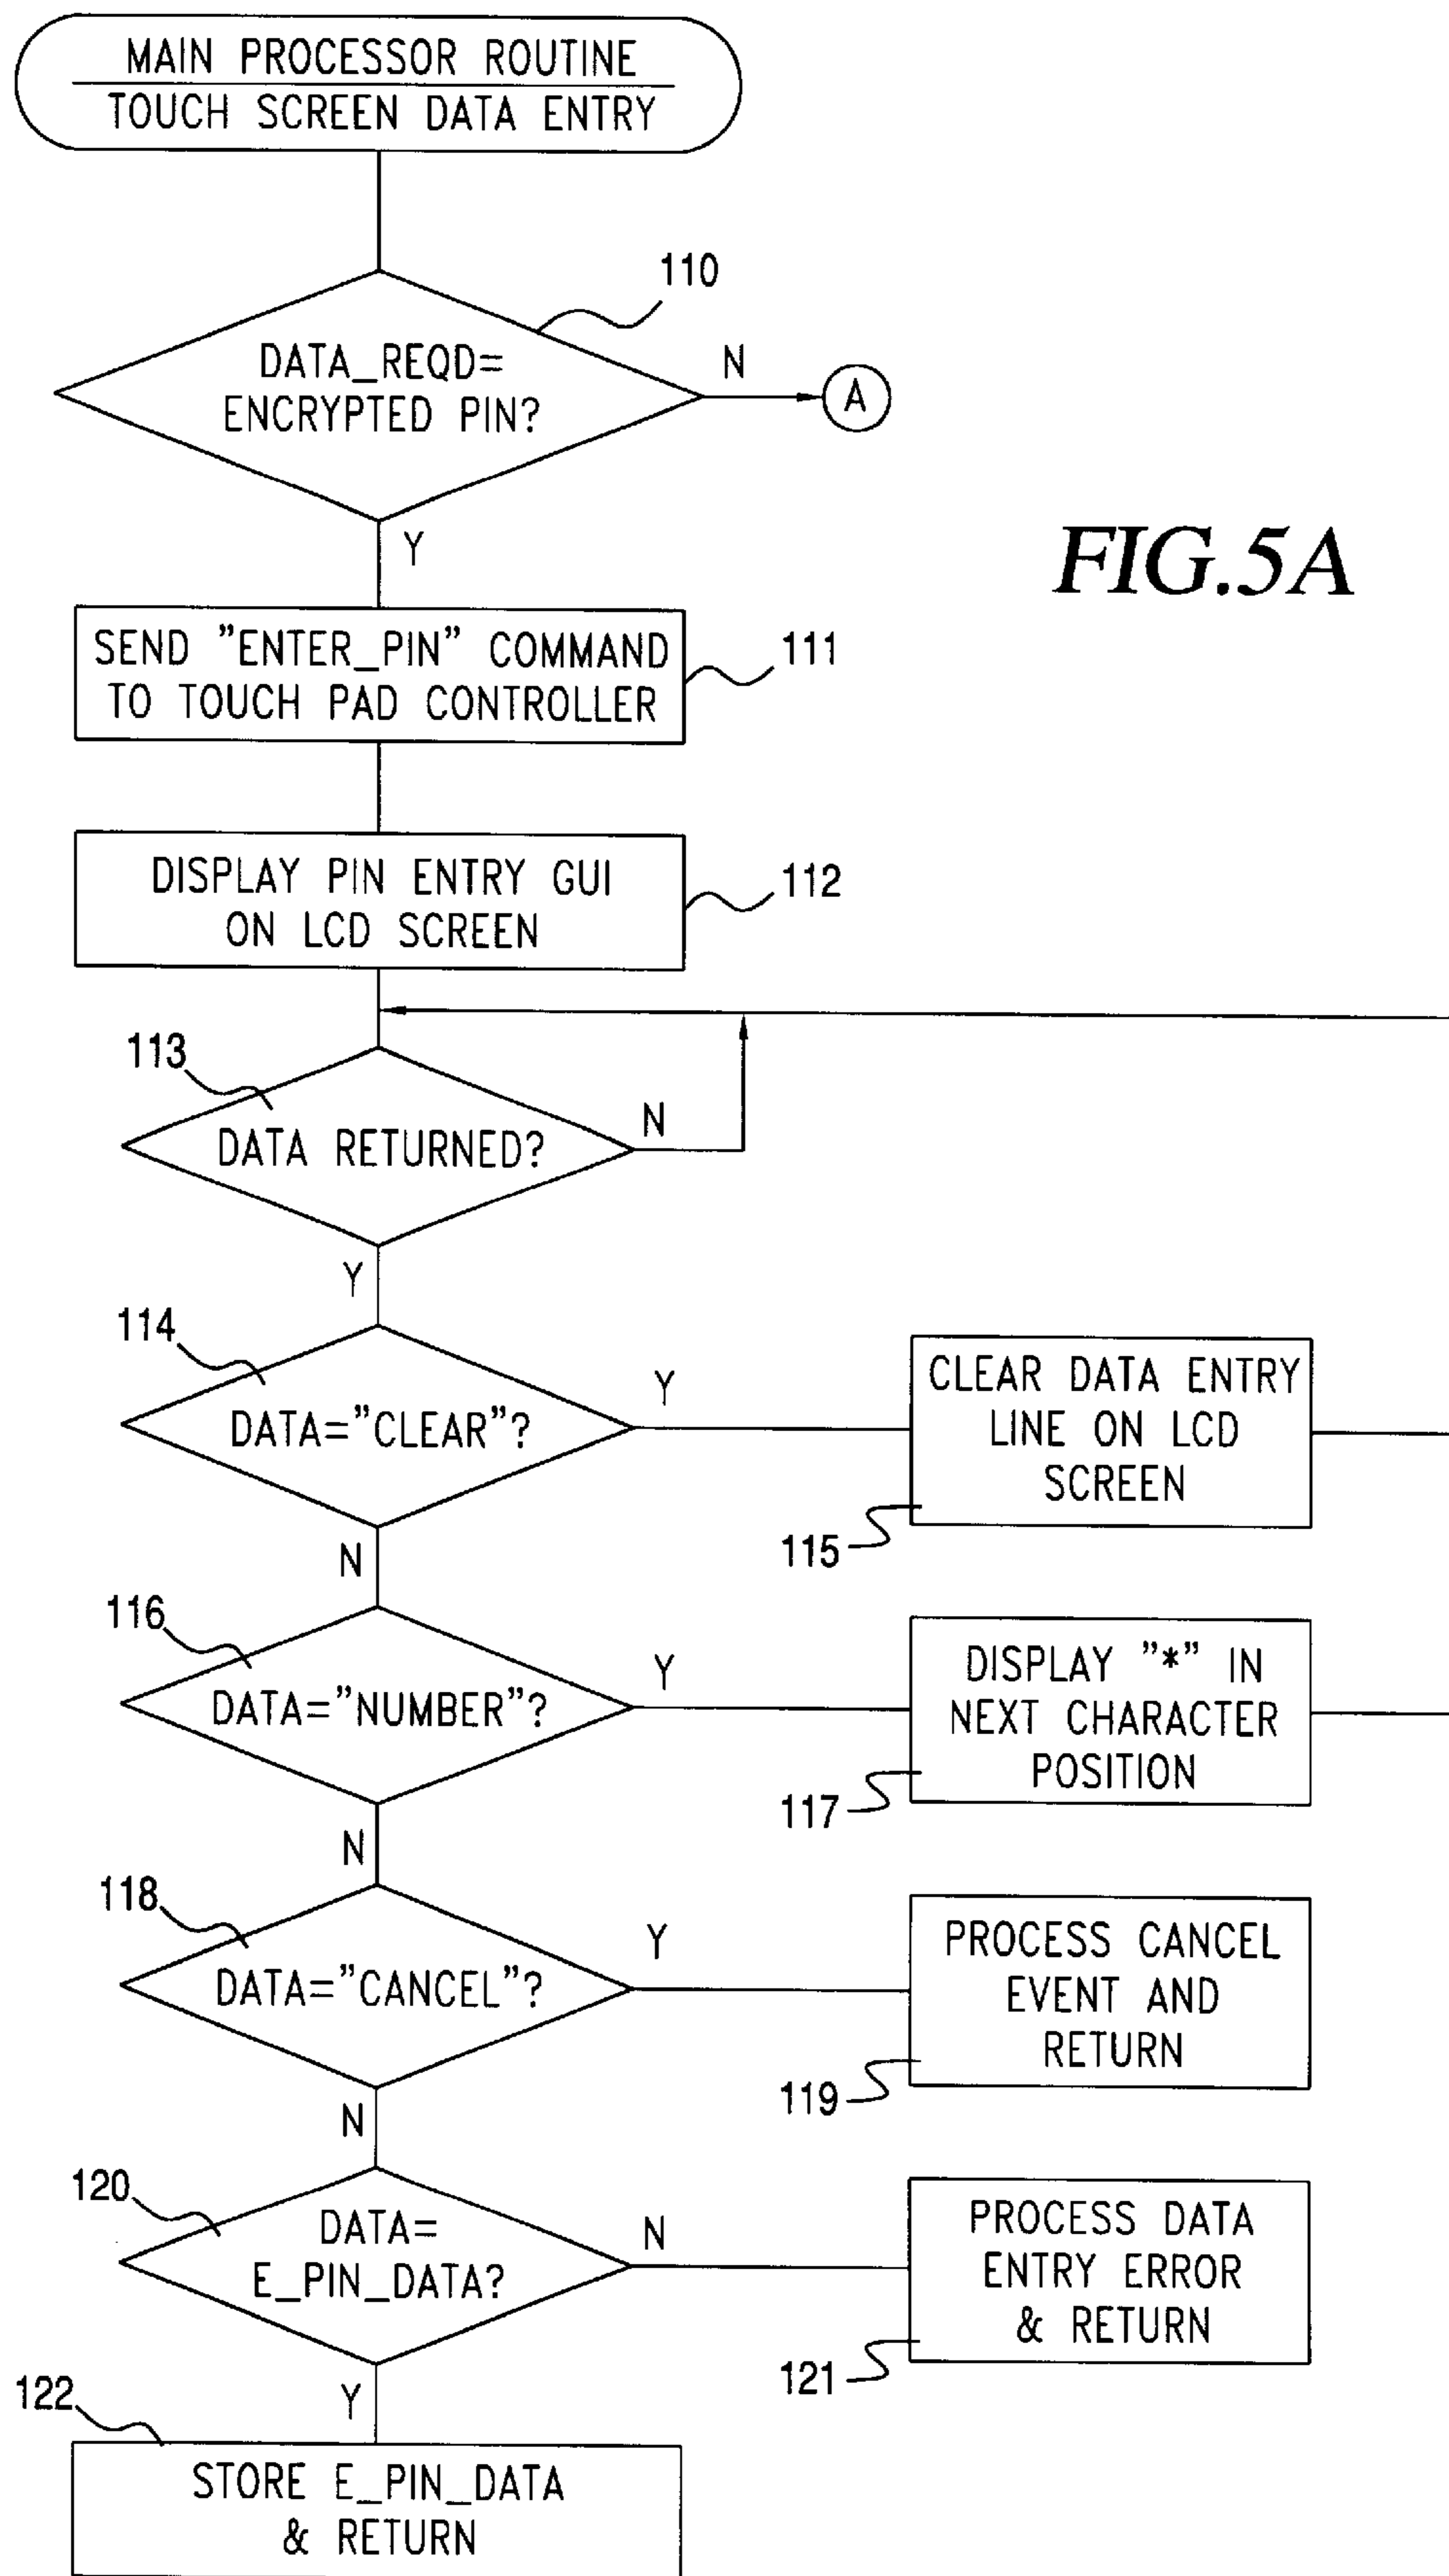 MAIN PROCESSOR ROUTINE
TOUCH SCREEN DATA ENTRY
110
DATA_REQD=
ENCRYPTED PIN?
N
A
Y
FIG.5A
SEND "ENTER_PIN" COMMAND
TO TOUCH PAD CONTROLLER
111
DISPLAY PIN ENTRY GUI
ON LCD SCREEN
112
113
DATA RETURNED?
N
Y
114
DATA="CLEAR"?
Y
CLEAR DATA ENTRY
LINE ON LCD
SCREEN
115
N
116
DATA="NUMBER"?
Y
DISPLAY "*" IN
NEXT CHARACTER
POSITION
117
N
118
DATA="CANCEL"?
Y
PROCESS CANCEL
EVENT AND
RETURN
119
N
120
DATA=
E_PIN_DATA?
N
PROCESS DATA
ENTRY ERROR
& RETURN
121
Y
122
STORE E_PIN_DATA
& RETURN